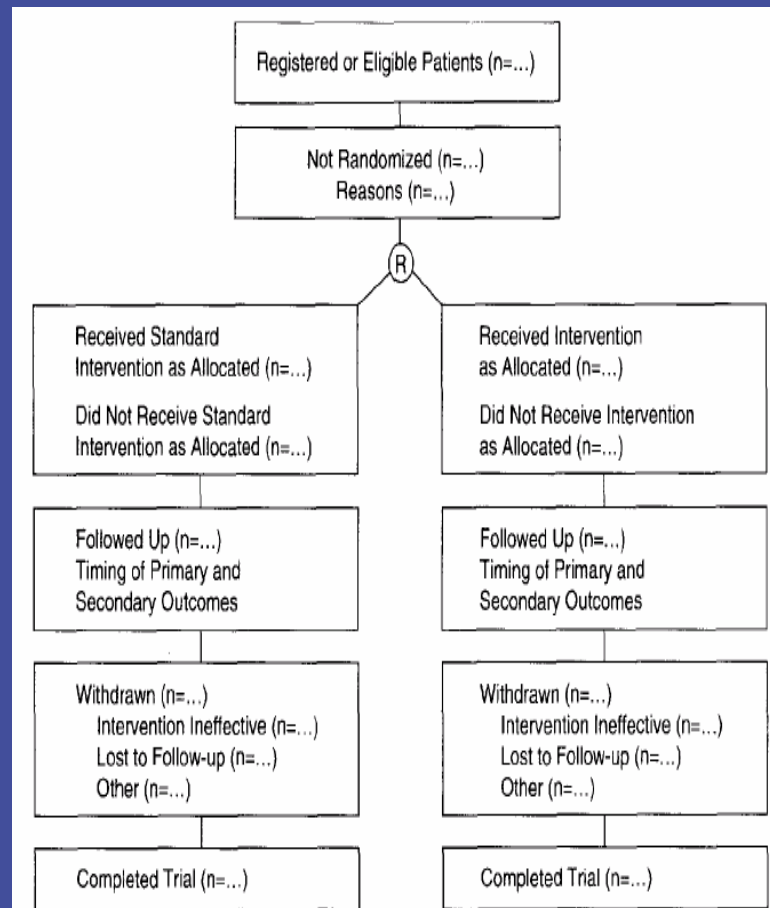 Registered or Eligible Patients (n=...)
Not Randomized (n=...)
Reasons (n=...)
R
Received Standard
Intervention as Allocated (n=...)
Did Not Receive Standard
Intervention as Allocated (n=...)
Received Intervention
as Allocated (n=...)
Did Not Receive Intervention
as Allocated (n=...)
Followed Up (n=...)
Timing of Primary and
Secondary Outcomes
Followed Up (n=...)
Timing of Primary and
Secondary Outcomes
Withdrawn (n=...)
Intervention Ineffective (n=...)
Lost to Follow-up (n=...)
Other (n=...)
Withdrawn (n=...)
Intervention Ineffective (n=...)
Lost to Follow-up (n=...)
Other (n=...)
Completed Trial (n=...)
Completed Trial (n=...)